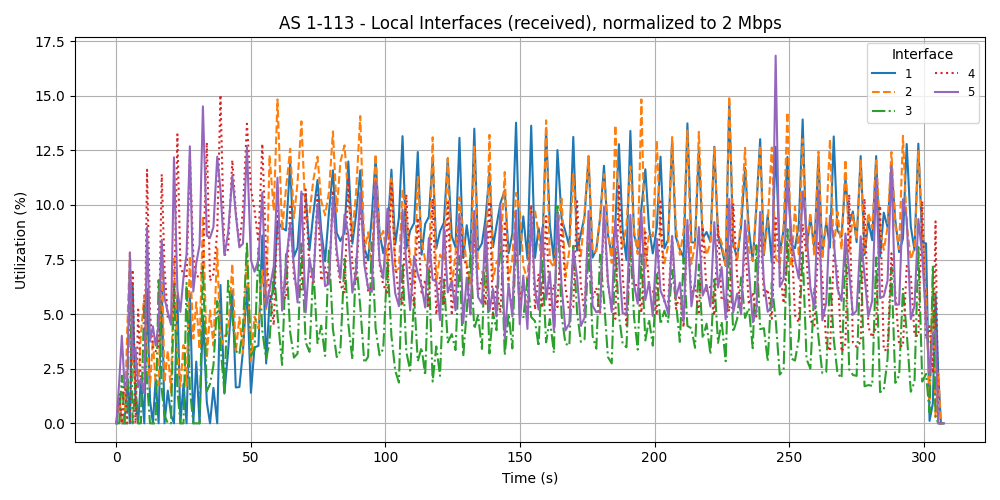 AS 1-113 - Local Interfaces (received), normalized to 2 Mbps
Interface
1 4
2 5
3
Utilization (%)
17.5
15.0
12.5
10.0
7.5
5.0
2.5
0.0
0 50 100 150 200 250 300
Time (s)